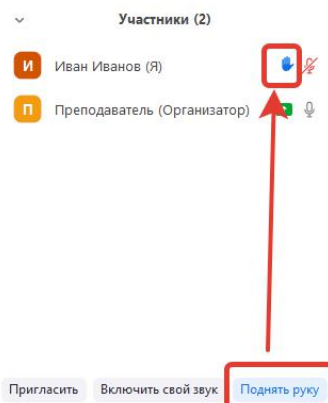 Участники (2)
И Иван Иванов (Я)
П Преподаватель (Организатор)
Пригласить Включить свой звук Поднять руку